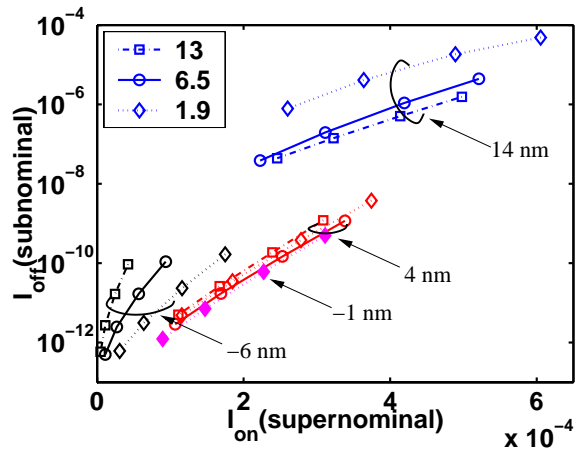 10⁻⁴
13
6.5
1.9
10⁻⁶
14 nm
10⁻⁸
I_off(subnominal)
10⁻¹⁰
4 nm
−1 nm
−6 nm
10⁻¹²
0 2 4 6
I_on(supernominal)
x 10⁻⁴